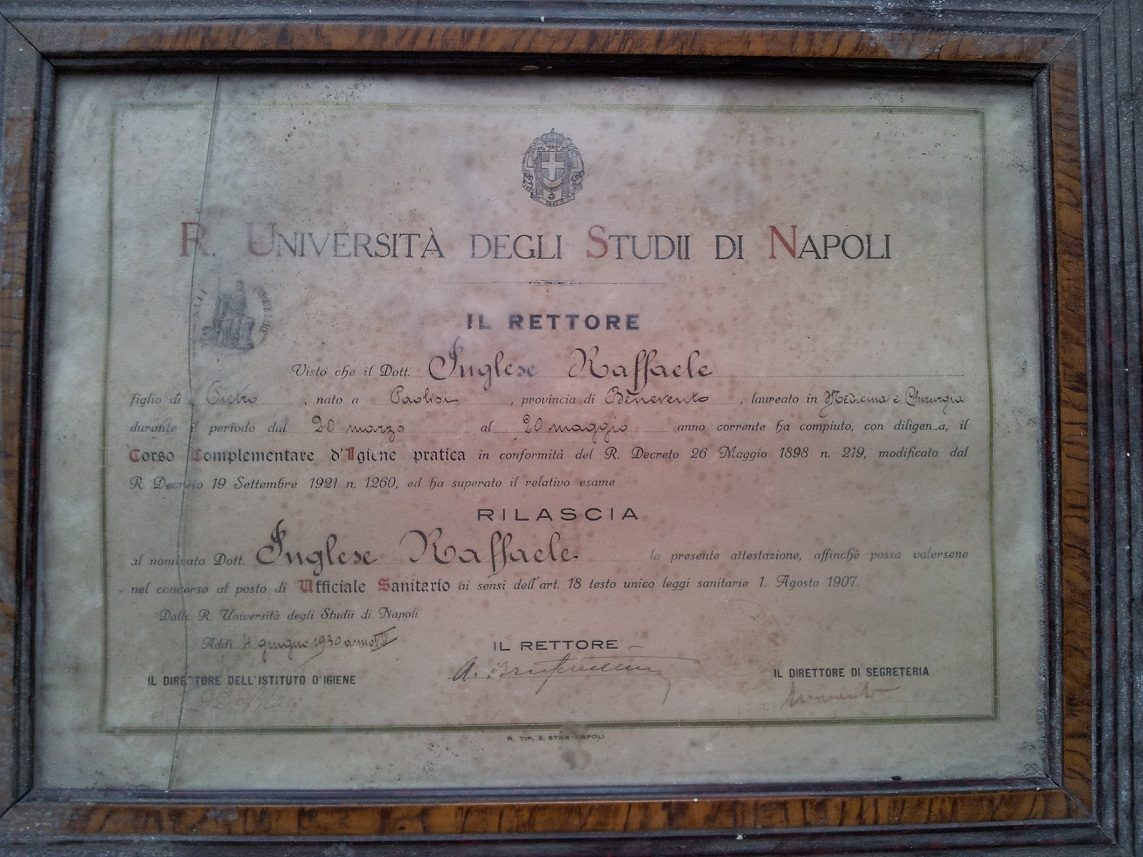 R. Università degli Studii di Napoli
IL RETTORE
Visto che il Dott. Inglese Raffaele
figlio di Pietro, nato a Paolisi, provincia di Benevento, laureato in Medicina e Chirurgia
durante il periodo dal 20 marzo al 20 maggio anno corrente ha compiuto, con diligenza, il
Corso Complementare d'Igiene pratica in conformità del R. Decreto 26 Maggio 1898 n. 219, modificato dal
R. Decreto 19 Settembre 1921 n. 1260, ed ha superato il relativo esame
RILASCIA
al nominato Dott. Inglese Raffaele la presente attestazione, affinchè possa valersene
nel concorso al posto di Ufficiale Sanitario ai sensi dell'art. 18 testo unico leggi sanitarie 1. Agosto 1907.
Dalla R. Università degli Studii di Napoli
Addì 4 giugno 1930 anno VIII
IL RETTORE
IL DIRETTORE DELL'ISTITUTO D'IGIENE
IL DIRETTORE DI SEGRETERIA
R. TIP. NAPOLI